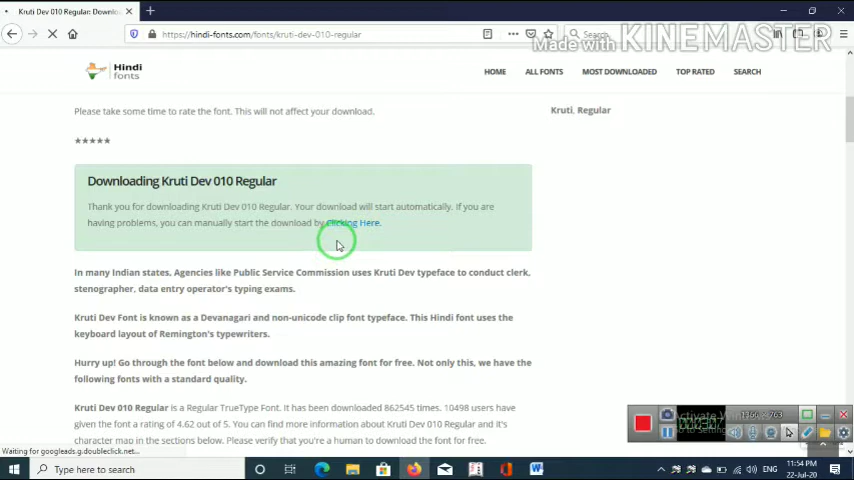 Kruti Dev 010 Regular: Downloa
Made with KINEMASTER
https://hindi-fonts.com/fonts/kruti-dev-010-regular
Search
Hindi
fonts
HOME
ALL FONTS
MOST DOWNLOADED
TOP RATED
SEARCH
Please take some time to rate the font. This will not affect your download.
Kruti, Regular
★★★★★
Downloading Kruti Dev 010 Regular
Thank you for downloading Kruti Dev 010 Regular. Your download will start automatically. If you are
having problems, you can manually start the download by Clicking Here.
In many Indian states, Agencies like Public Service Commission uses Kruti Dev typeface to conduct clerk,
stenographer, data entry operator's typing exams.
Kruti Dev Font is known as a Devanagari and non-unicode clip font typeface. This Hindi font uses the
keyboard layout of Remington's typewriters.
Hurry up! Go through the font below and download this amazing font for free. Not only this, we have the
following fonts with a standard quality.
Kruti Dev 010 Regular is a Regular TrueType Font. It has been downloaded 862545 times. 10498 users have
given the font a rating of 4.62 out of 5. You can find more information about Kruti Dev 010 Regular and it's
character map in the sections below. Please verify that you're a human to download the font for free.
Activate Win
Waiting for googleads.g.doubleclick.net...
Type here to search
ENG
11:54 PM
22-Jul-20